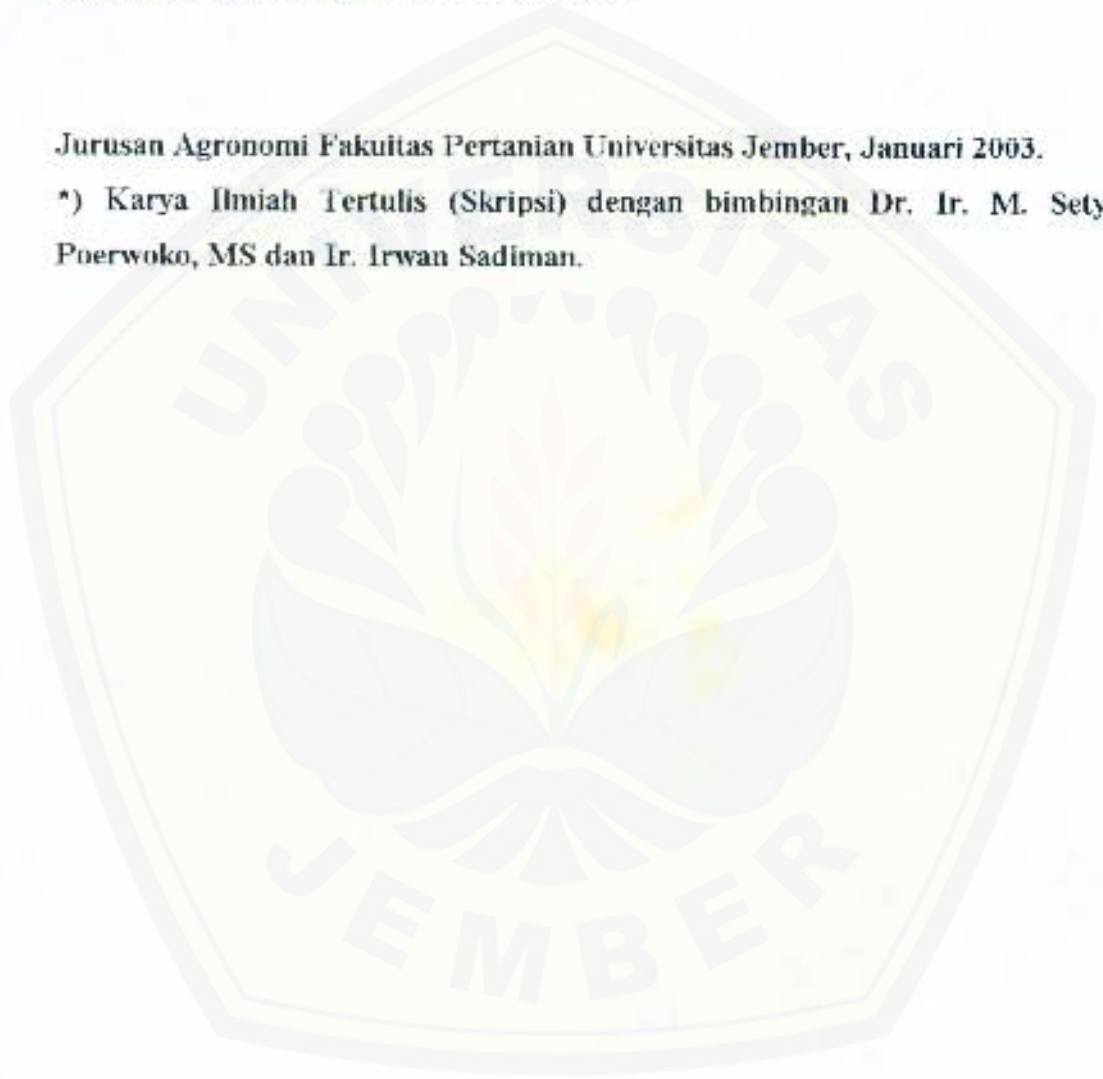 Jurusan Agronomi Fakultas Pertanian Universitas Jember, Januari 2003.
*) Karya Ilmiah Tertulis (Skripsi) dengan bimbingan Dr. Ir. M. Sety
Poerwoko, MS dan Ir. Irwan Sadiman.
UNIVERSITAS
JEMBER